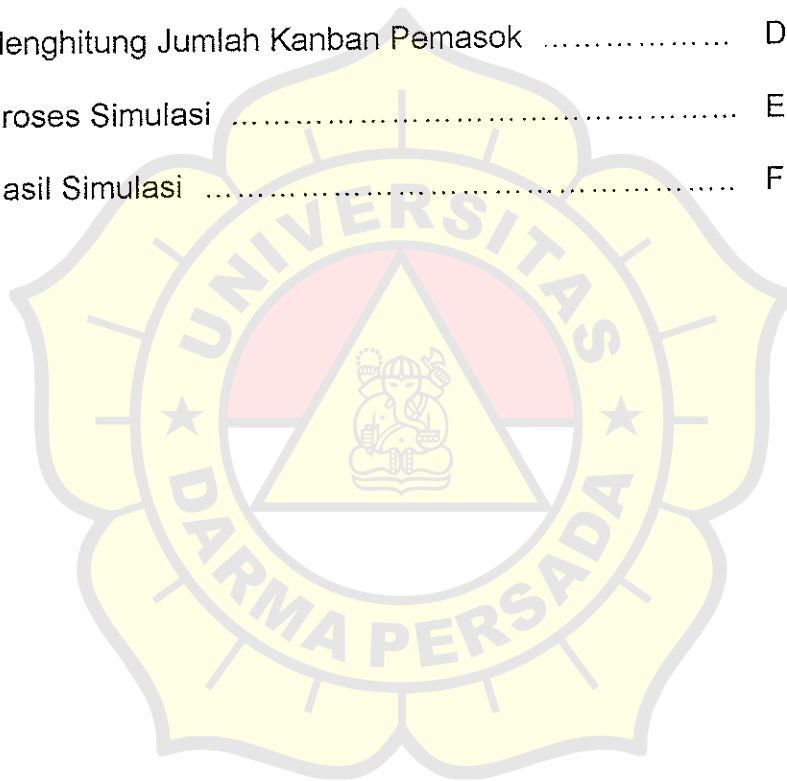 lenghitung Jumlah Kanban Pemasok .................. D
roses Simulasi .................................................. E
asil Simulasi ..................................................... F
UNIVERSITAS
DARMA PERSADA